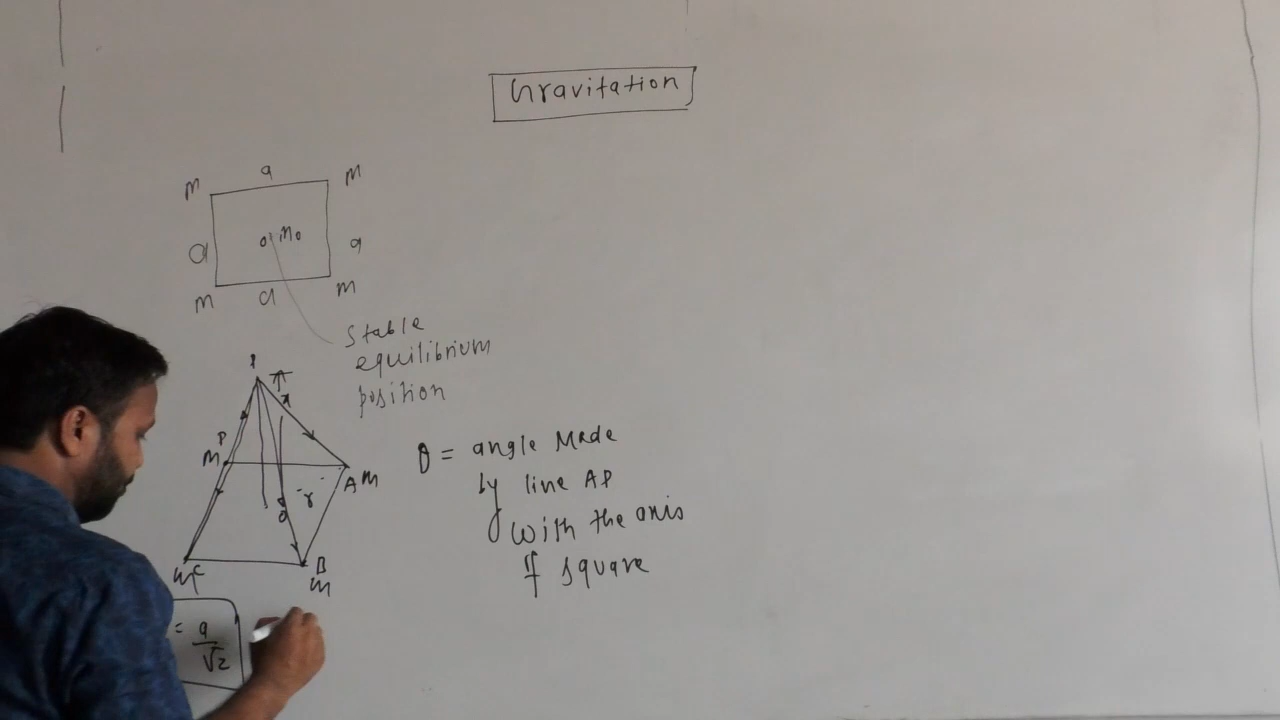 Gravitation
M a M
a o M₀ a
M a M
Stable
equilibrium
position
P
x
M D
A M
r
O
θ = angle Made
by line AP
with the axis
of square
C
B
M
= a/√2